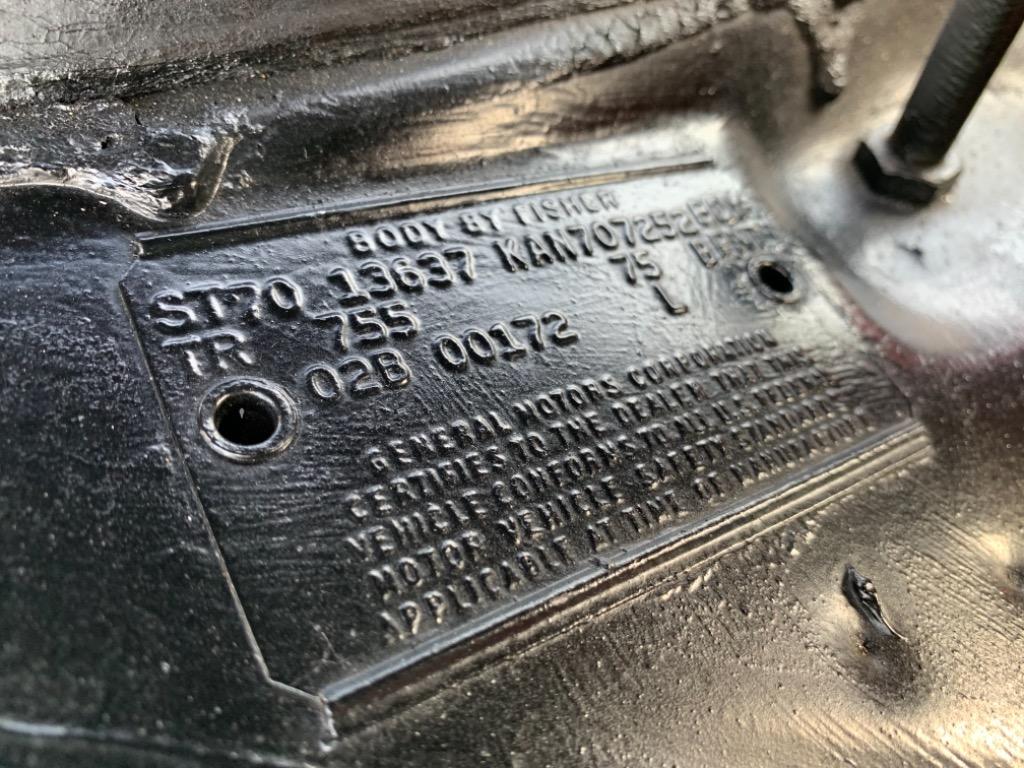 BODY BY FISHER
ST70 13637 KAN707252
TR 755 75
02B 00172 L
GENERAL MOTORS CORPORATION
CERTIFIES TO THE DEALER THAT THIS
VEHICLE CONFORMS TO ALL U.S. FEDERAL
MOTOR VEHICLE SAFETY STANDARDS
APPLICABLE AT TIME OF MANUFACTURE